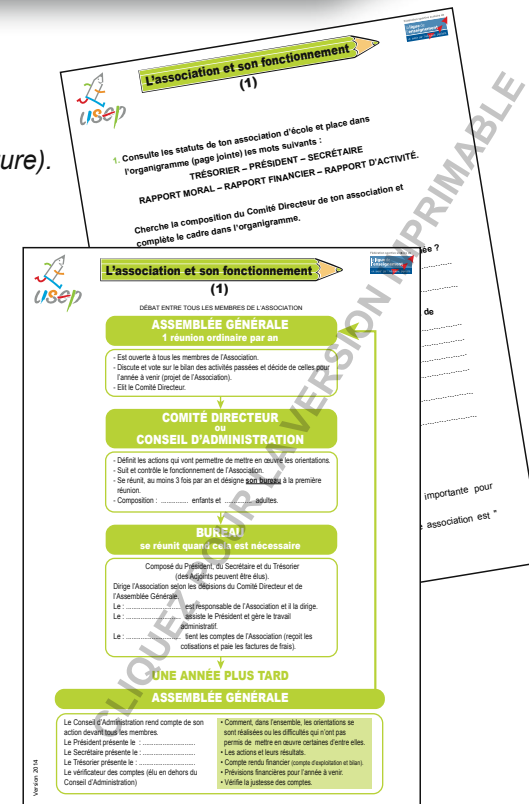 ure).
usep
L'association et son fonctionnement
(1)
1. Consulte les statuts de ton association d'école et place dans
l'organigramme (page jointe) les mots suivants :
TRÉSORIER – PRÉSIDENT – SECRÉTAIRE
RAPPORT MORAL – RAPPORT FINANCIER – RAPPORT D'ACTIVITÉ.
Cherche la composition du Comité Directeur de ton association et
complète le cadre dans l'organigramme.
ée ?
de
importante pour
association est "
usep
L'association et son fonctionnement
(1)
DÉBAT ENTRE TOUS LES MEMBRES DE L'ASSOCIATION
ASSEMBLÉE GÉNÉRALE
1 réunion ordinaire par an
- Est ouverte à tous les membres de l'Association.
- Discute et vote sur le bilan des activités passées et décide de celles pour
l'année à venir (projet de l'Association).
- Elit le Comité Directeur.
COMITÉ DIRECTEUR
ou
CONSEIL D'ADMINISTRATION
- Définit les actions qui vont permettre de mettre en œuvre les orientations.
- Suit et contrôle le fonctionnement de l'Association.
- Se réunit, au moins 3 fois par an et désigne son bureau à la première
réunion.
- Composition : ............... enfants et ............... adultes.
BUREAU
se réunit quand cela est nécessaire
Composé du Président, du Secrétaire et du Trésorier
(des Adjoints peuvent être élus).
Dirige l'Association selon les décisions du Comité Directeur et de
l'Assemblée Générale.
Le : ............................ est responsable de l'Association et il la dirige.
Le : ............................ assiste le Président et gère le travail
administratif.
Le : ............................ tient les comptes de l'Association (reçoit les
cotisations et paie les factures de frais).
UNE ANNÉE PLUS TARD
ASSEMBLÉE GÉNÉRALE
Le Conseil d'Administration rend compte de son
action devant tous les membres.
Le Président présente le : ............................
Le Secrétaire présente le : ............................
Le Trésorier présente le : ............................
Le vérificateur des comptes (élu en dehors du
Conseil d'Administration)
• Comment, dans l'ensemble, les orientations se
sont réalisées ou les difficultés qui n'ont pas
permis de mettre en œuvre certaines d'entre elles.
• Les actions et leurs résultats.
• Compte rendu financier (compte d'exploitation et bilan).
• Prévisions financières pour l'année à venir.
• Vérifie la justesse des comptes.
Version 2014
CLIQUEZ POUR LA VERSION IMPRIMABLE